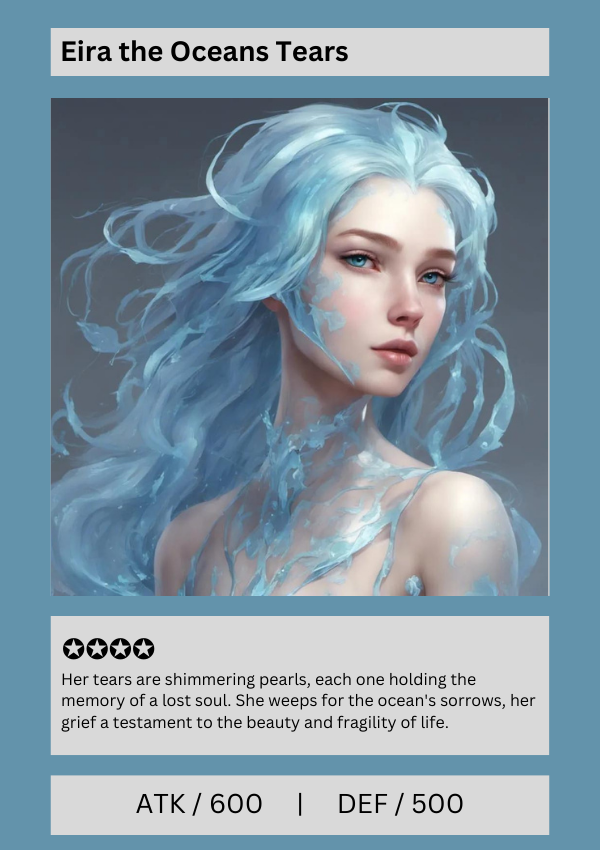 Eira the Oceans Tears
✪✪✪✪
Her tears are shimmering pearls, each one holding the
memory of a lost soul. She weeps for the ocean's sorrows, her
grief a testament to the beauty and fragility of life.
ATK / 600 | DEF / 500